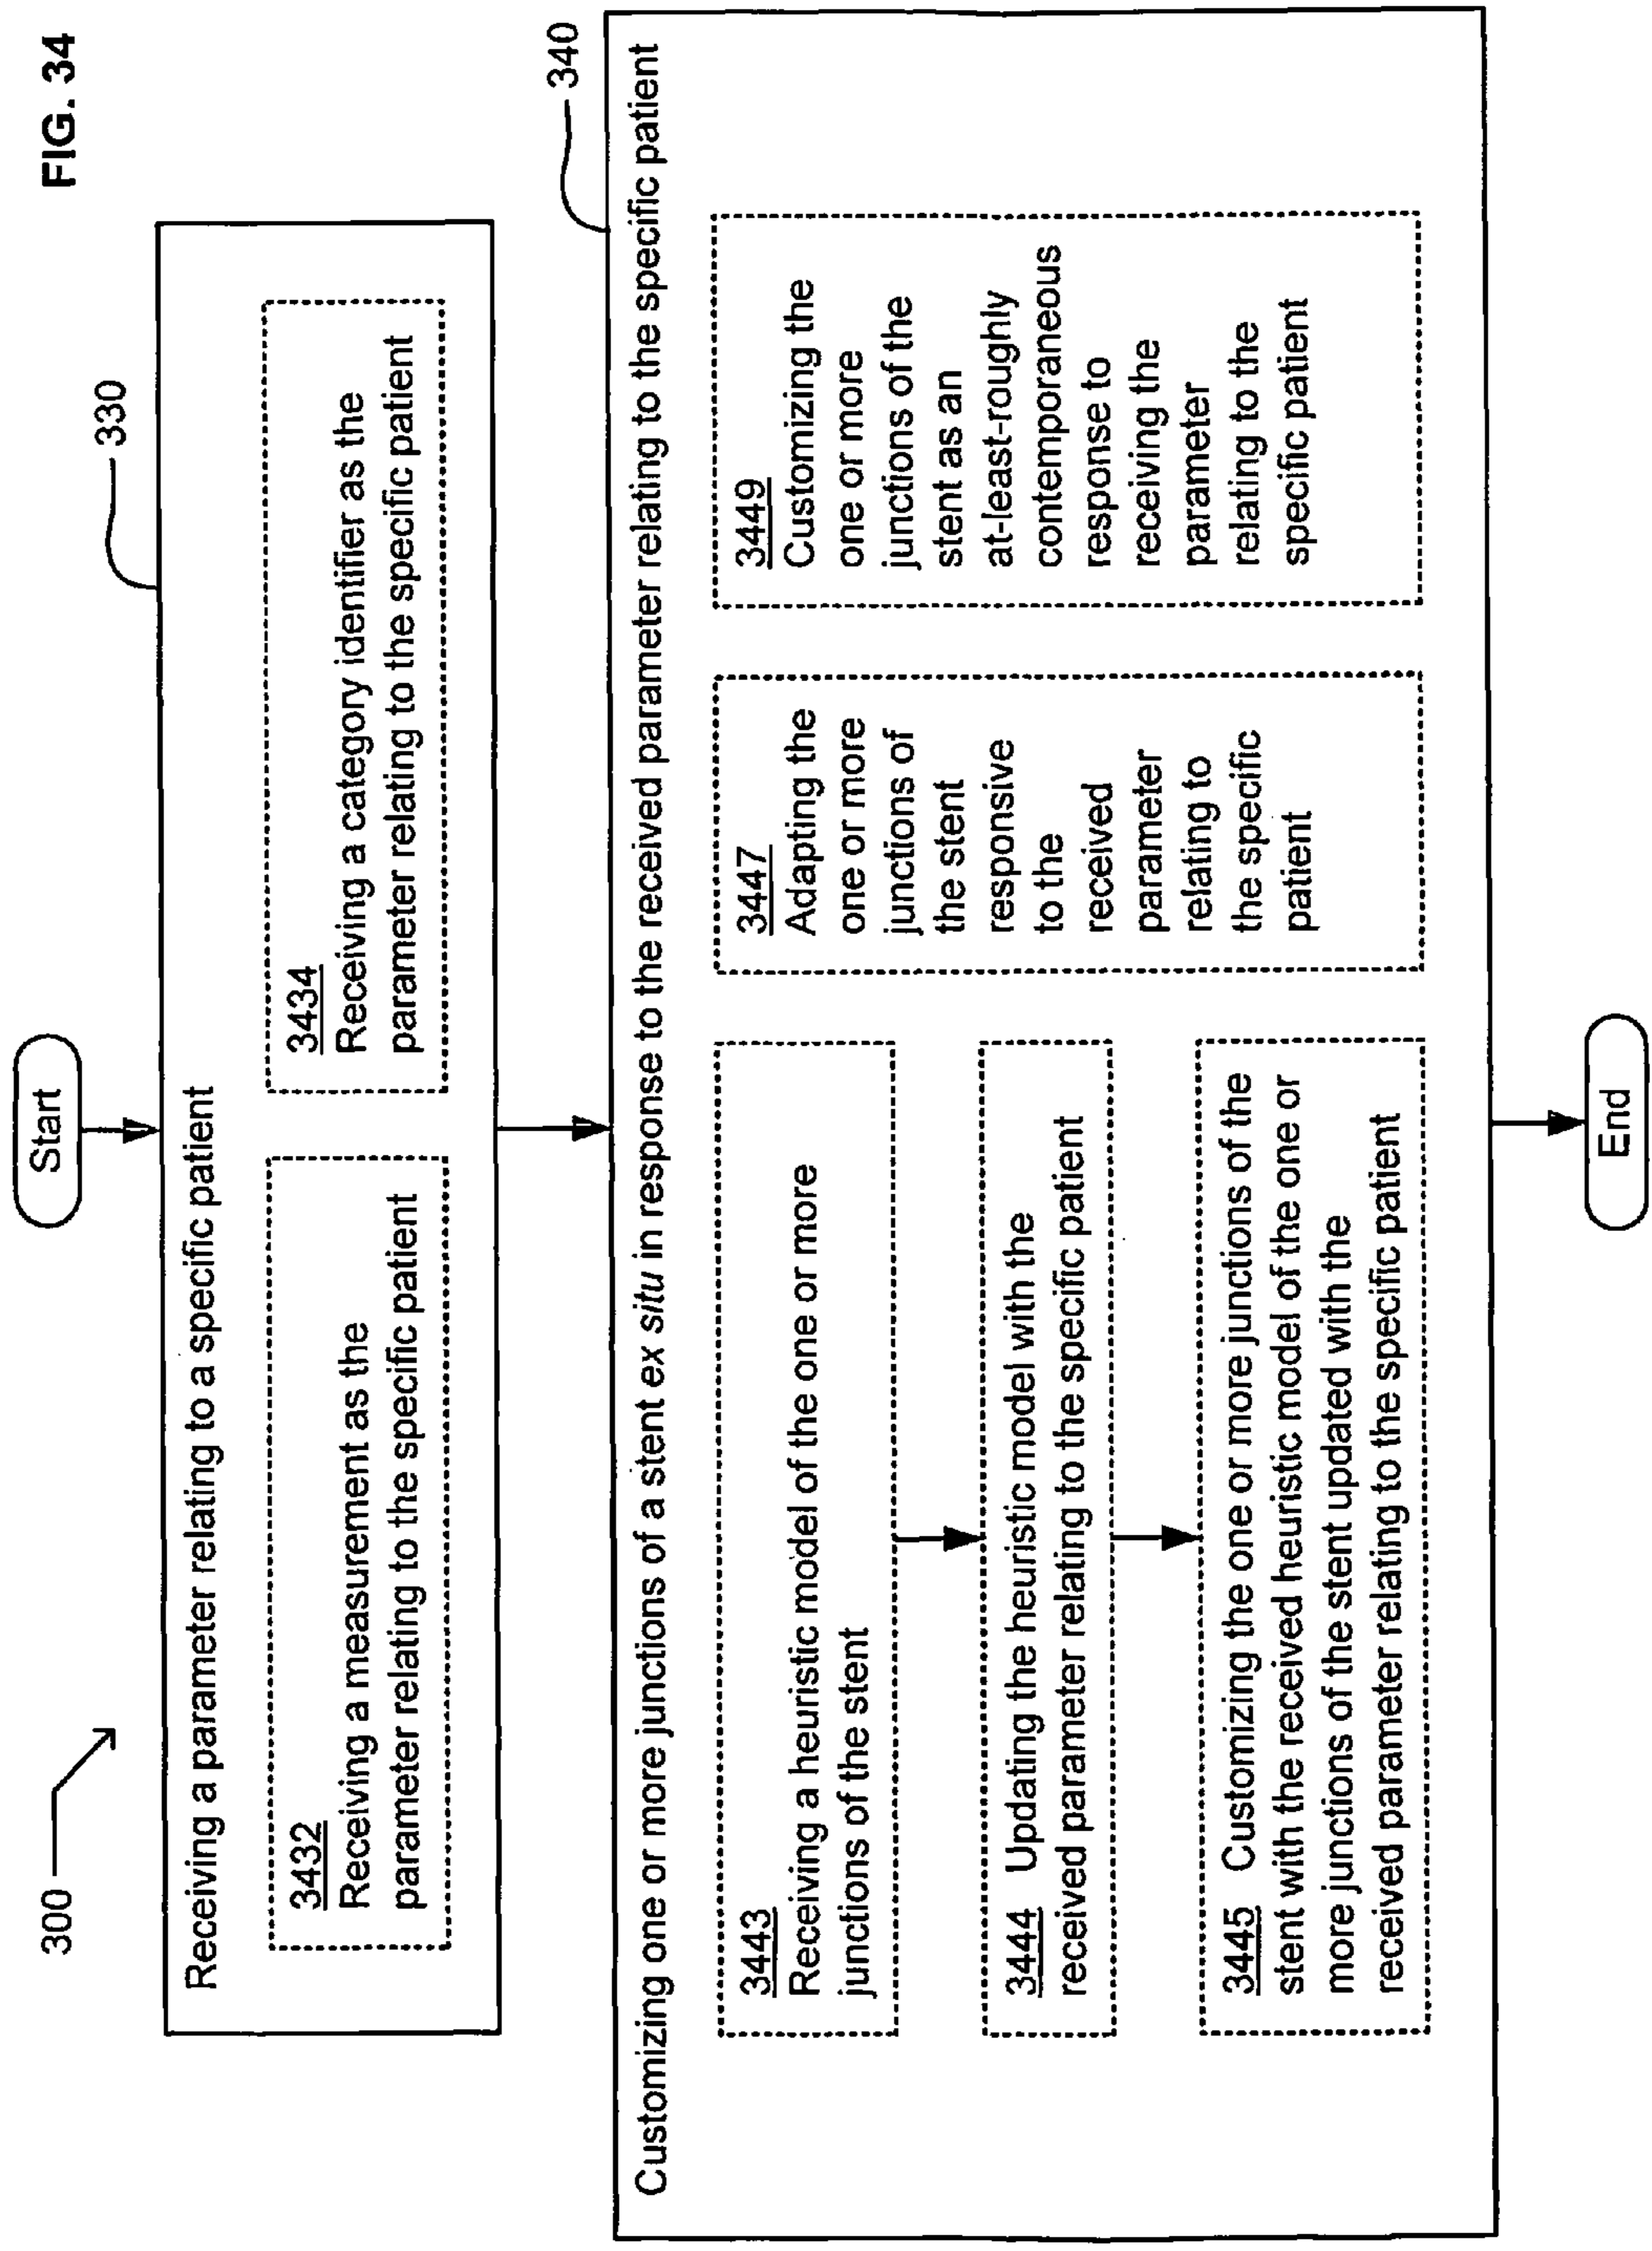 FIG. 34
300
Start
330
Receiving a parameter relating to a specific patient
3432
Receiving a measurement as the
parameter relating to the specific patient
3434
Receiving a category identifier as the
parameter relating to the specific patient
340
Customizing one or more junctions of a stent ex situ in response to the received parameter relating to the specific patient
3443
Receiving a heuristic model of the one or more
junctions of the stent
3444 Updating the heuristic model with the
received parameter relating to the specific patient
3445 Customizing the one or more junctions of the
stent with the received heuristic model of the one or
more junctions of the stent updated with the
received parameter relating to the specific patient
3447
Adapting the
one or more
junctions of
the stent
responsive
to the
received
parameter
relating to
the specific
patient
3449
Customizing the
one or more
junctions of the
stent as an
at-least-roughly
contemporaneous
response to
receiving the
parameter
relating to the
specific patient
End